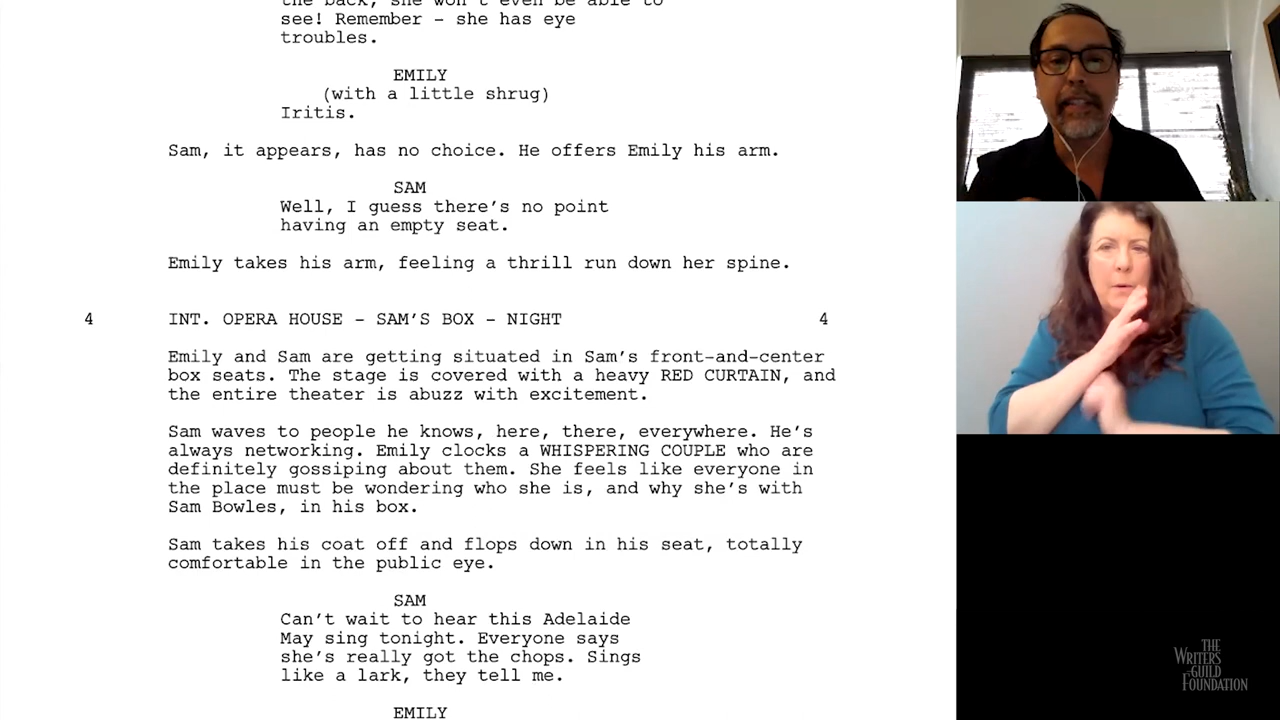 the back, she won't even be able to
see! Remember – she has eye
troubles.
EMILY
(with a little shrug)
Iritis.
Sam, it appears, has no choice. He offers Emily his arm.
SAM
Well, I guess there's no point
having an empty seat.
Emily takes his arm, feeling a thrill run down her spine.
4 INT. OPERA HOUSE – SAM'S BOX – NIGHT 4
Emily and Sam are getting situated in Sam's front-and-center
box seats. The stage is covered with a heavy RED CURTAIN, and
the entire theater is abuzz with excitement.
Sam waves to people he knows, here, there, everywhere. He's
always networking. Emily clocks a WHISPERING COUPLE who are
definitely gossiping about them. She feels like everyone in
the place must be wondering who she is, and why she's with
Sam Bowles, in his box.
Sam takes his coat off and flops down in his seat, totally
comfortable in the public eye.
SAM
Can't wait to hear this Adelaide
May sing tonight. Everyone says
she's really got the chops. Sings
like a lark, they tell me.
EMILY
THE
WRITERS
GUILD
FOUNDATION